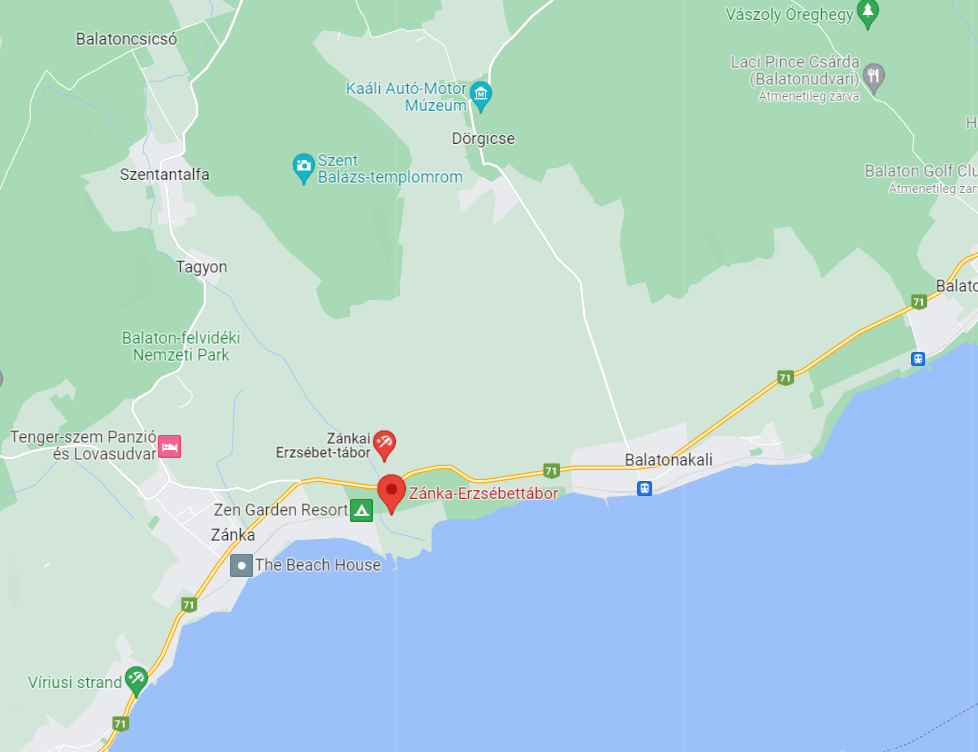 Vászoly Öreghegy
Balatoncsicsó
Laci Pince Csárda
(Balatonudvari)
Átmenetileg zárva
Kaáli Autó-Motor
Múzeum
H
Dörgicse
Szent
Balázs-templomrom
Szentantalfa
Balaton Golf Clu
Átmenetileg zár
Tagyon
Balato
71
Balaton-felvidéki
Nemzeti Park
71
Tenger-szem Panzió
és Lovasudvar
Zánkai
Erzsébet-tábor
Balatonakali
71
Zánka-Erzsébettábor
Zen Garden Resort
Zánka
The Beach House
71
Víriusi strand
71